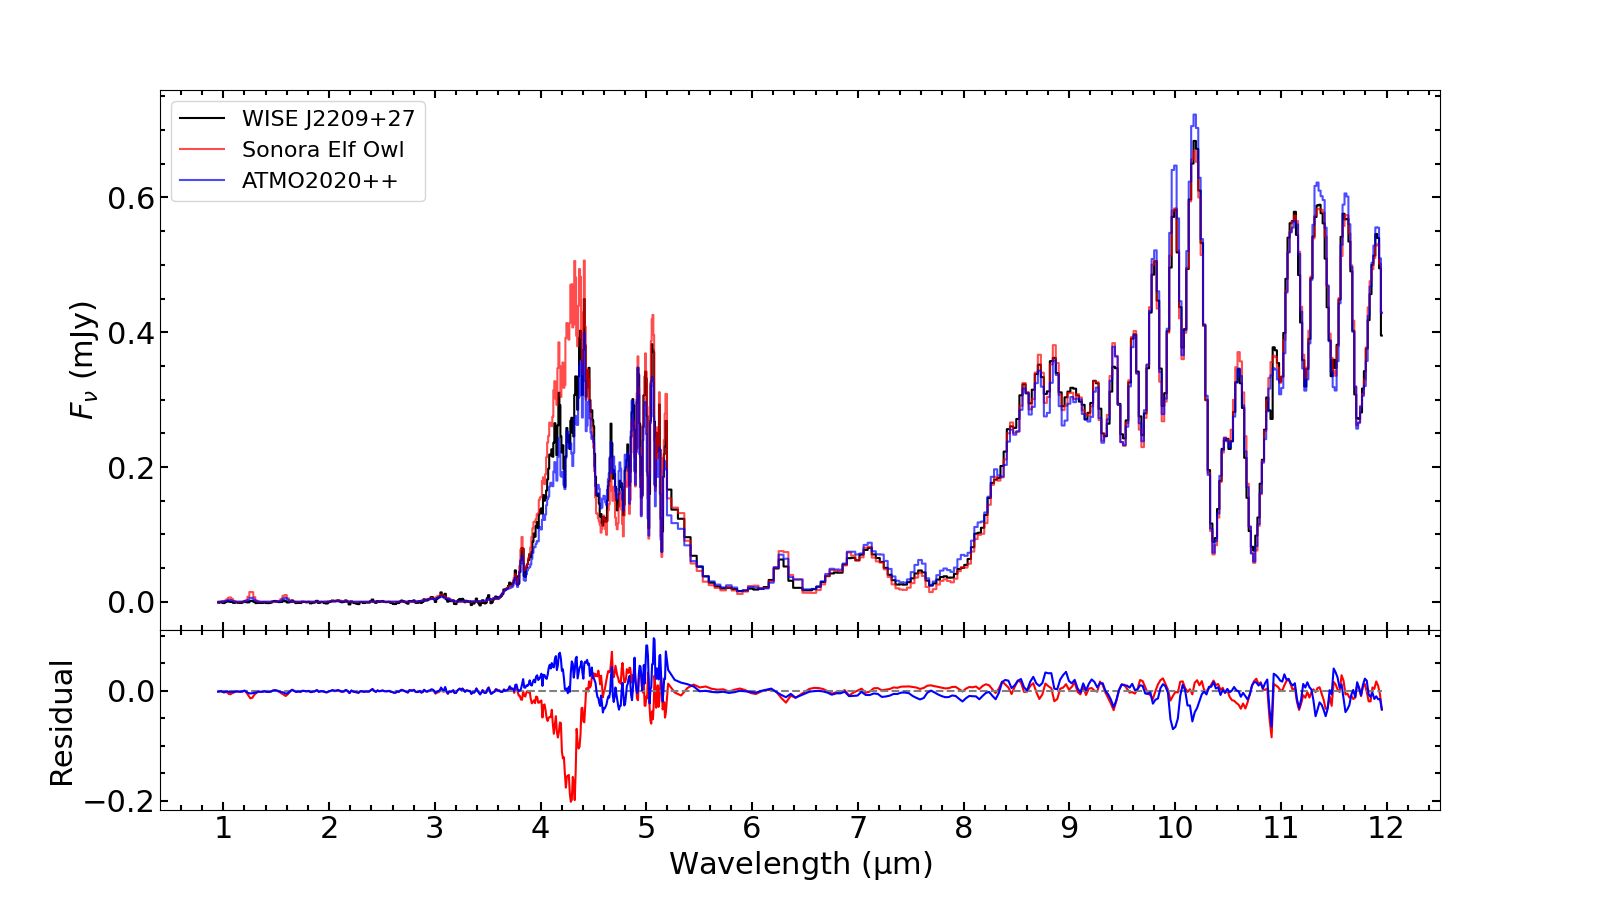 WISE J2209+27
Sonora Elf Owl
ATMO2020++
0.6
0.4
0.2
0.0
F_ν (mJy)
0.0
−0.2
Residual
1 2 3 4 5 6 7 8 9 10 11 12
Wavelength (μm)